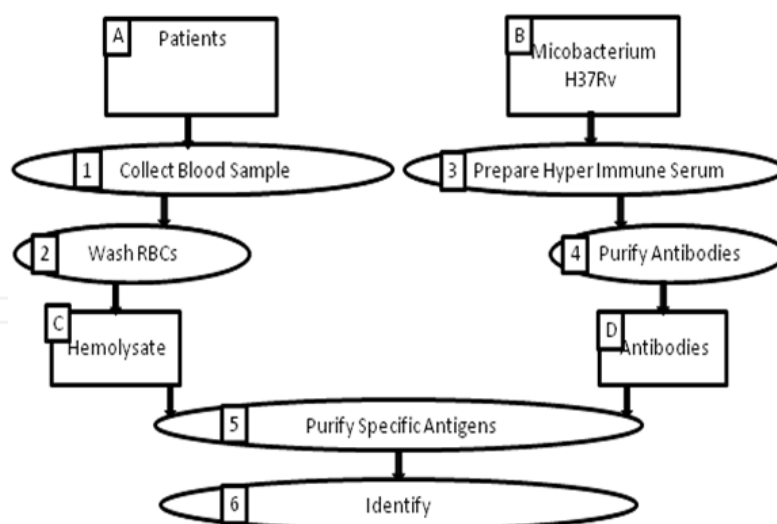 A
Patients
B
Micobacterium
H37Rv
1
Collect Blood Sample
3
Prepare Hyper Immune Serum
2
Wash RBCs
4
Purify Antibodies
C
Hemolysate
D
Antibodies
5
Purify Specific Antigens
6
Identify